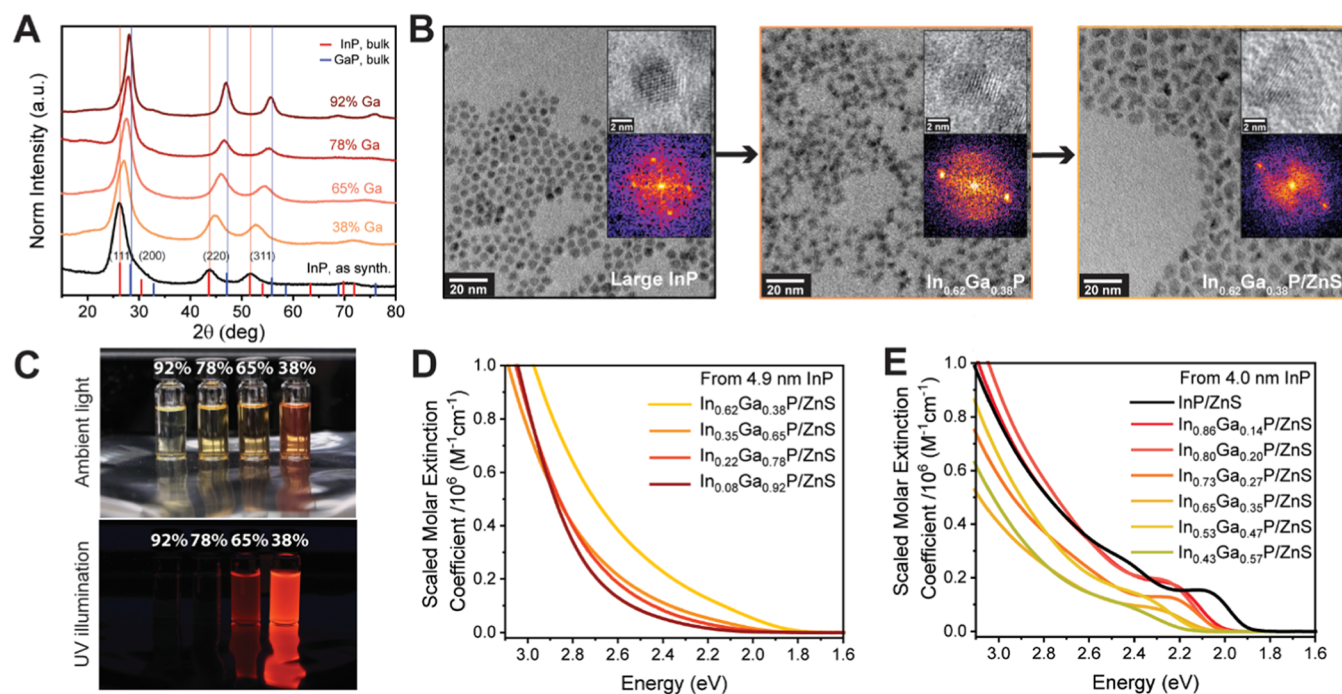 A
InP, bulk
GaP, bulk
92% Ga
78% Ga
65% Ga
38% Ga
(111)
(200)
(220)
(311)
InP, as synth.
Norm Intensity (a.u.)
20
30
40
50
60
70
80
2θ (deg)
B
2 nm
20 nm
Large InP
2 nm
20 nm
In0.62Ga0.38P
2 nm
20 nm
In0.62Ga0.38P/ZnS
C
Ambient light
92% 78% 65% 38%
UV illumination
92% 78% 65% 38%
D
Scaled Molar Extinction
Coefficient /10⁶ (M⁻¹cm⁻¹)
1.0
0.8
0.6
0.4
0.2
0.0
From 4.9 nm InP
In0.62Ga0.38P/ZnS
In0.35Ga0.65P/ZnS
In0.22Ga0.78P/ZnS
In0.08Ga0.92P/ZnS
3.0
2.8
2.6
2.4
2.2
2.0
1.8
1.6
Energy (eV)
E
Scaled Molar Extinction
Coefficient /10⁶ (M⁻¹cm⁻¹)
1.0
0.8
0.6
0.4
0.2
0.0
From 4.0 nm InP
InP/ZnS
In0.86Ga0.14P/ZnS
In0.80Ga0.20P/ZnS
In0.73Ga0.27P/ZnS
In0.65Ga0.35P/ZnS
In0.53Ga0.47P/ZnS
In0.43Ga0.57P/ZnS
3.0
2.8
2.6
2.4
2.2
2.0
1.8
1.6
Energy (eV)